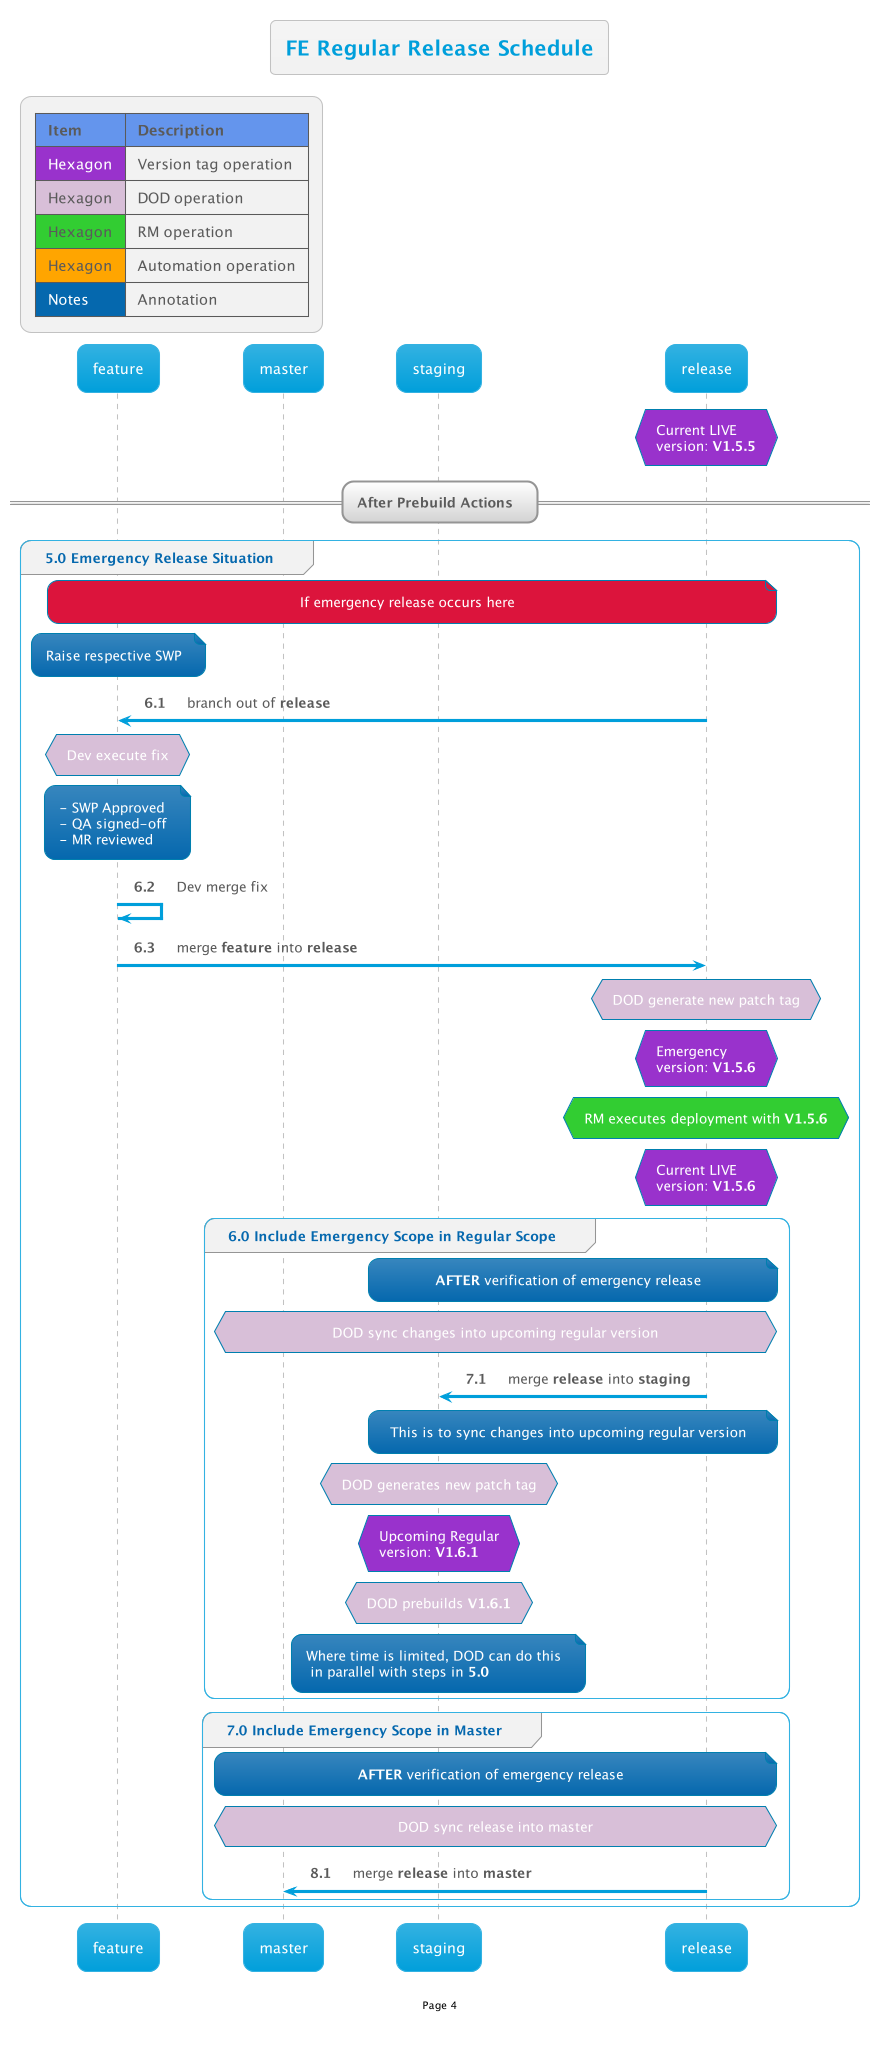 FE Regular Release Schedule
Item Description
Hexagon Version tag operation
Hexagon DOD operation
Hexagon RM operation
Hexagon Automation operation
Notes Annotation
feature master staging release
Current LIVE
version: V1.5.5
After Prebuild Actions
5.0 Emergency Release Situation
If emergency release occurs here
Raise respective SWP
6.1 branch out of release
Dev execute fix
- SWP Approved
- QA signed-off
- MR reviewed
6.2 Dev merge fix
6.3 merge feature into release
DOD generate new patch tag
Emergency
version: V1.5.6
RM executes deployment with V1.5.6
Current LIVE
version: V1.5.6
6.0 Include Emergency Scope in Regular Scope
AFTER verification of emergency release
DOD sync changes into upcoming regular version
7.1 merge release into staging
This is to sync changes into upcoming regular version
DOD generates new patch tag
Upcoming Regular
version: V1.6.1
DOD prebuilds V1.6.1
Where time is limited, DOD can do this
in parallel with steps in 5.0
7.0 Include Emergency Scope in Master
AFTER verification of emergency release
DOD sync release into master
8.1 merge release into master
feature master staging release
Page 4